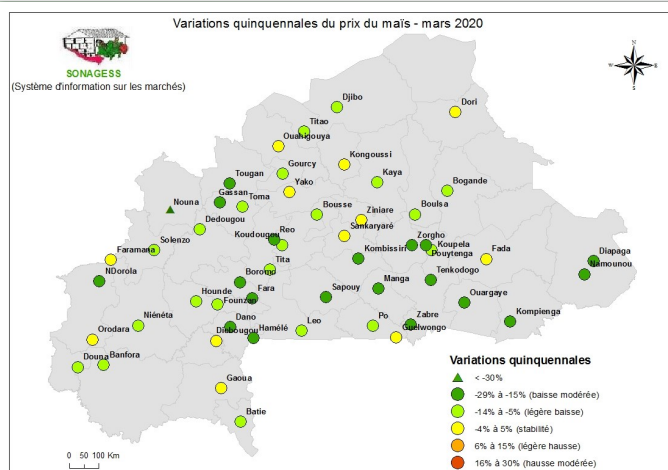 Variations quinquennales du prix du maïs - mars 2020
SONAGESS
(Système d'information sur les marchés)
N
W
E
S
Djibo
Dori
Titao
Ouahigouya
Kongoussi
Gourcy
Tougan
Kaya
Bogande
Yako
Gassan
Nouna
Toma
Bousse
Boulsa
Ziniare
Dedougou
Sankaryaré
Koudougou
Reo
Zorgho
Solenzo
Kombissiri
Koupela
Pouytenga
Fada
Faramana
Diapaga
Tita
Namounou
NDorola
Boromo
Tenkodogo
Hounde
Fara
Sapouy
Manga
Founzan
Ouargaye
Niénéta
Dano
Leo
Po
Zabre
Kompienga
Orodara
Diebougou
Hamélé
Guelwongo
Douna
Banfora
Gaoua
Batie
Variations quinquennales
< -30%
-29% à -15% (baisse modérée)
-14% à -5% (légère baisse)
-4% à 5% (stabilité)
6% à 15% (légère hausse)
16% à 30% (hausse modérée)
0 50 100 Km